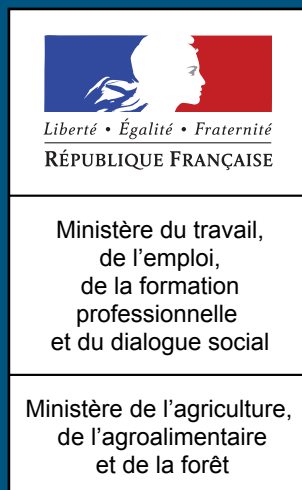 Liberté • Égalité • Fraternité
RÉPUBLIQUE FRANÇAISE
Ministère du travail,
de l’emploi,
de la formation
professionnelle
et du dialogue social
Ministère de l’agriculture,
de l’agroalimentaire
et de la forêt